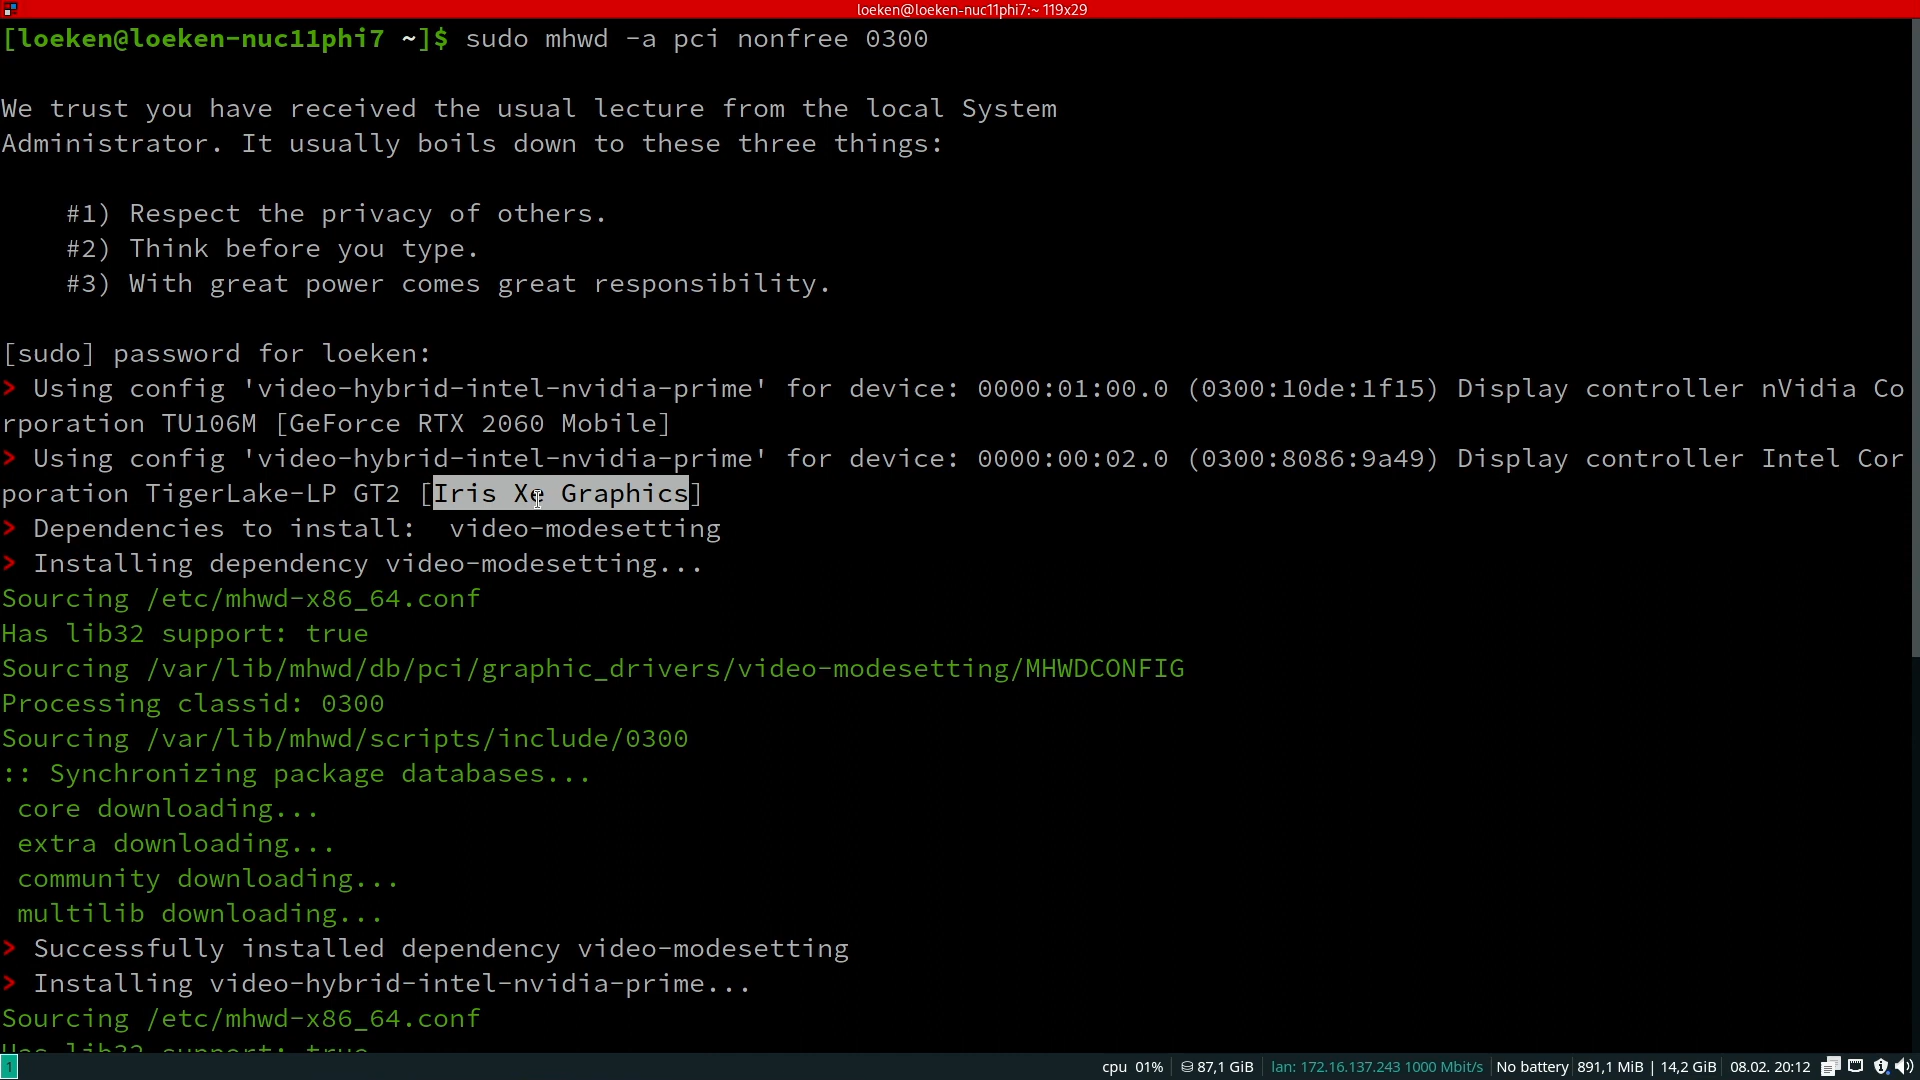 loeken@loeken-nuc11phi7:~ 119x29
[loeken@loeken-nuc11phi7 ~]$ sudo mhwd -a pci nonfree 0300
We trust you have received the usual lecture from the local System
Administrator. It usually boils down to these three things:
#1) Respect the privacy of others.
#2) Think before you type.
#3) With great power comes great responsibility.
[sudo] password for loeken:
> Using config 'video-hybrid-intel-nvidia-prime' for device: 0000:01:00.0 (0300:10de:1f15) Display controller nVidia Co
rporation TU106M [GeForce RTX 2060 Mobile]
> Using config 'video-hybrid-intel-nvidia-prime' for device: 0000:00:02.0 (0300:8086:9a49) Display controller Intel Cor
poration TigerLake-LP GT2 [Iris Xe Graphics]
> Dependencies to install:  video-modesetting
> Installing dependency video-modesetting...
Sourcing /etc/mhwd-x86_64.conf
Has lib32 support: true
Sourcing /var/lib/mhwd/db/pci/graphic_drivers/video-modesetting/MHWDCONFIG
Processing classid: 0300
Sourcing /var/lib/mhwd/scripts/include/0300
:: Synchronizing package databases...
core downloading...
extra downloading...
community downloading...
multilib downloading...
> Successfully installed dependency video-modesetting
> Installing video-hybrid-intel-nvidia-prime...
Sourcing /etc/mhwd-x86_64.conf
Has lib32 support: true
1 cpu 01% 87,1 GiB lan: 172.16.137.243 1000 Mbit/s No battery 891,1 MiB | 14,2 GiB 08.02. 20:12